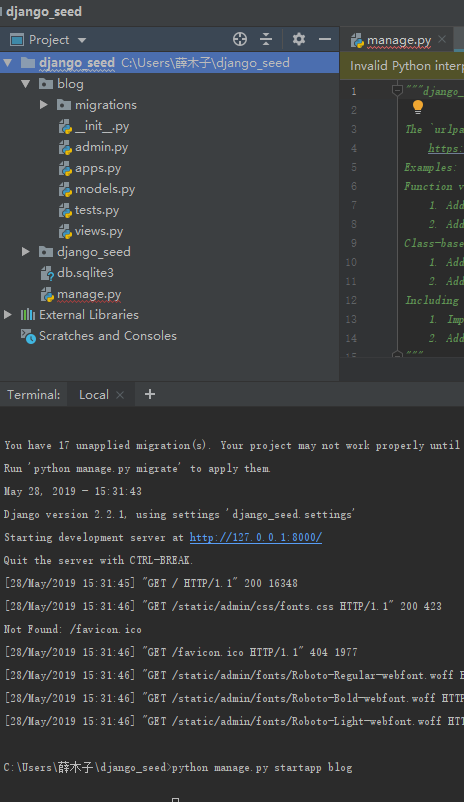 django_seed
Project
django_seed C:\Users\薛木子\django_seed
blog
migrations
__init__.py
admin.py
apps.py
models.py
tests.py
views.py
django_seed
db.sqlite3
manage.py
External Libraries
Scratches and Consoles
manage.py
Invalid Python interp
1 """django_
2
3 The `urlpa
4 https:
5 Examples:
6 Function v
7 1. Add
8 2. Add
9 Class-base
10 1. Add
11 2. Add
12 Including
13 1. Imp
14 2. Add
15 """
Terminal: Local +
You have 17 unapplied migration(s). Your project may not work properly until
Run 'python manage.py migrate' to apply them.
May 28, 2019 - 15:31:43
Django version 2.2.1, using settings 'django_seed.settings'
Starting development server at http://127.0.0.1:8000/
Quit the server with CTRL-BREAK.
[28/May/2019 15:31:45] "GET / HTTP/1.1" 200 16348
[28/May/2019 15:31:46] "GET /static/admin/css/fonts.css HTTP/1.1" 200 423
Not Found: /favicon.ico
[28/May/2019 15:31:46] "GET /favicon.ico HTTP/1.1" 404 1977
[28/May/2019 15:31:46] "GET /static/admin/fonts/Roboto-Regular-webfont.woff H
[28/May/2019 15:31:46] "GET /static/admin/fonts/Roboto-Bold-webfont.woff HTTP
[28/May/2019 15:31:46] "GET /static/admin/fonts/Roboto-Light-webfont.woff HTT
C:\Users\薛木子\django_seed>python manage.py startapp blog